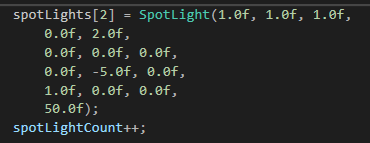 spotLights[2] = SpotLight(1.0f, 1.0f, 1.0f,
0.0f, 2.0f,
0.0f, 0.0f, 0.0f,
0.0f, -5.0f, 0.0f,
1.0f, 0.0f, 0.0f,
50.0f);
spotLightCount++;